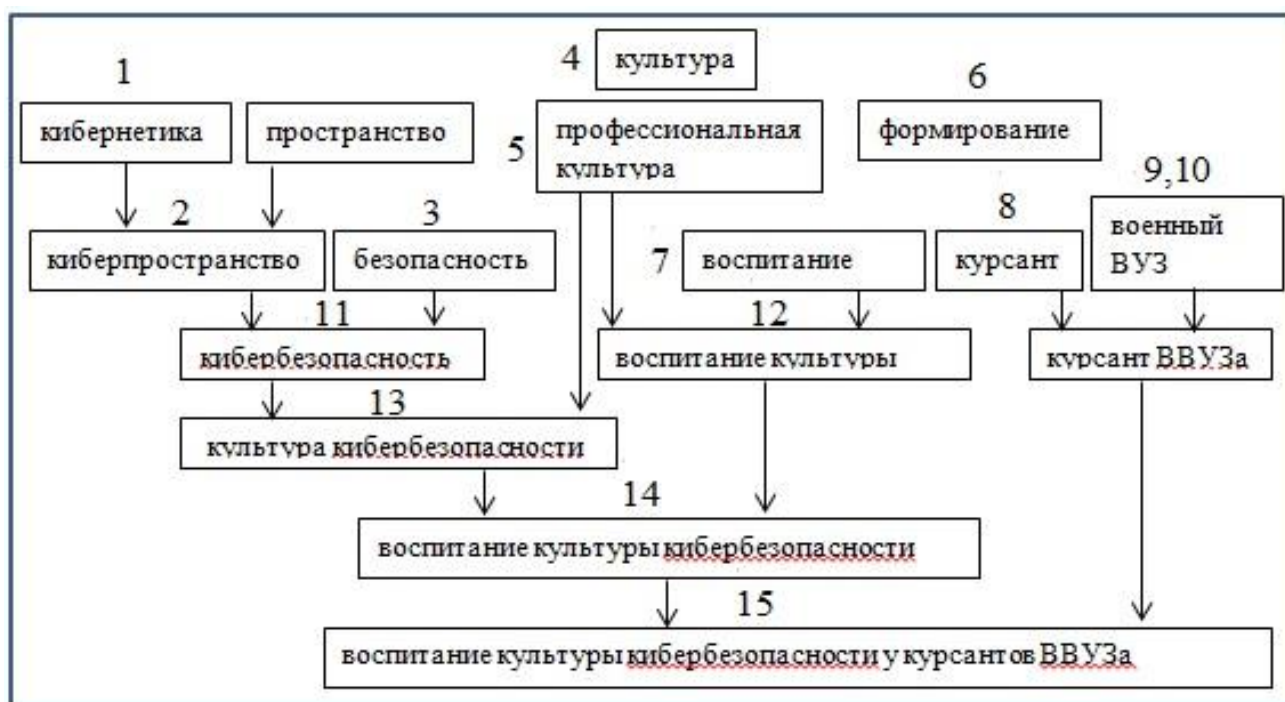 4
культура
1
6
кибернетика
пространство
5
профессиональная
культура
формирование
9,10
2
3
8
военный
ВУЗ
киберпространство
безопасность
7
воспитание
курсант
11
12
кибербезопасность
воспитание культуры
курсант ВВУЗа
13
культура кибербезопасности
14
воспитание культуры кибербезопасности
15
воспитание культуры кибербезопасности у курсантов ВВУЗа